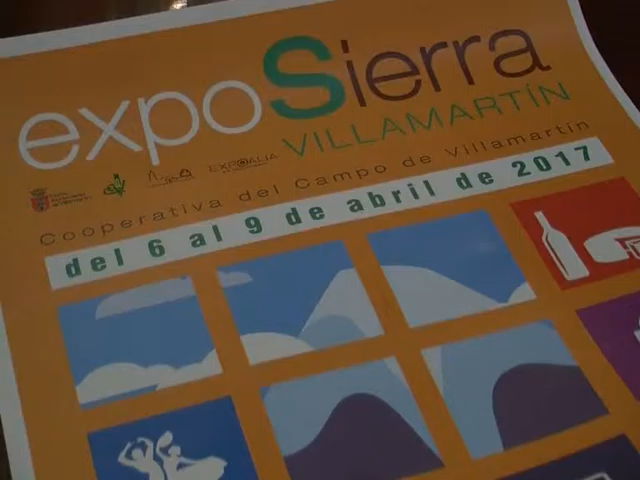 expoSierra
VILLAMARTÍN
EXPOALIA
Cooperativa del Campo de Villamartín
del 6 al 9 de abril de 2017